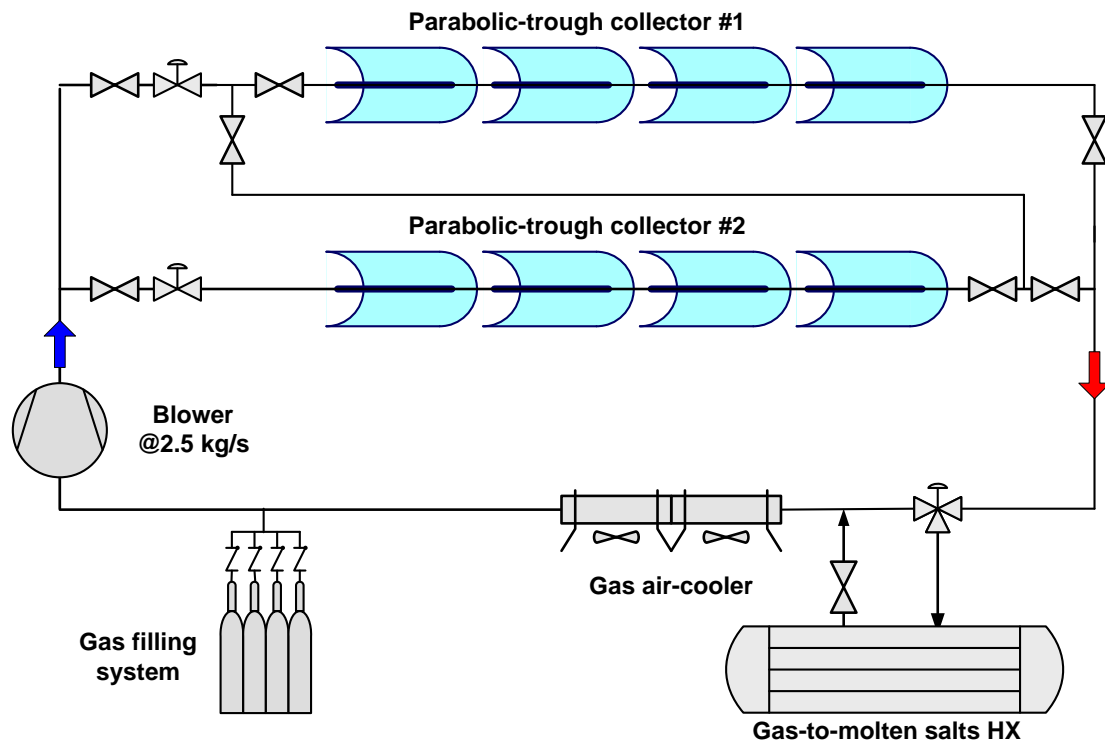 Parabolic-trough collector #1
Parabolic-trough collector #2
Blower
@2.5 kg/s
Gas air-cooler
Gas filling
system
Gas-to-molten salts HX